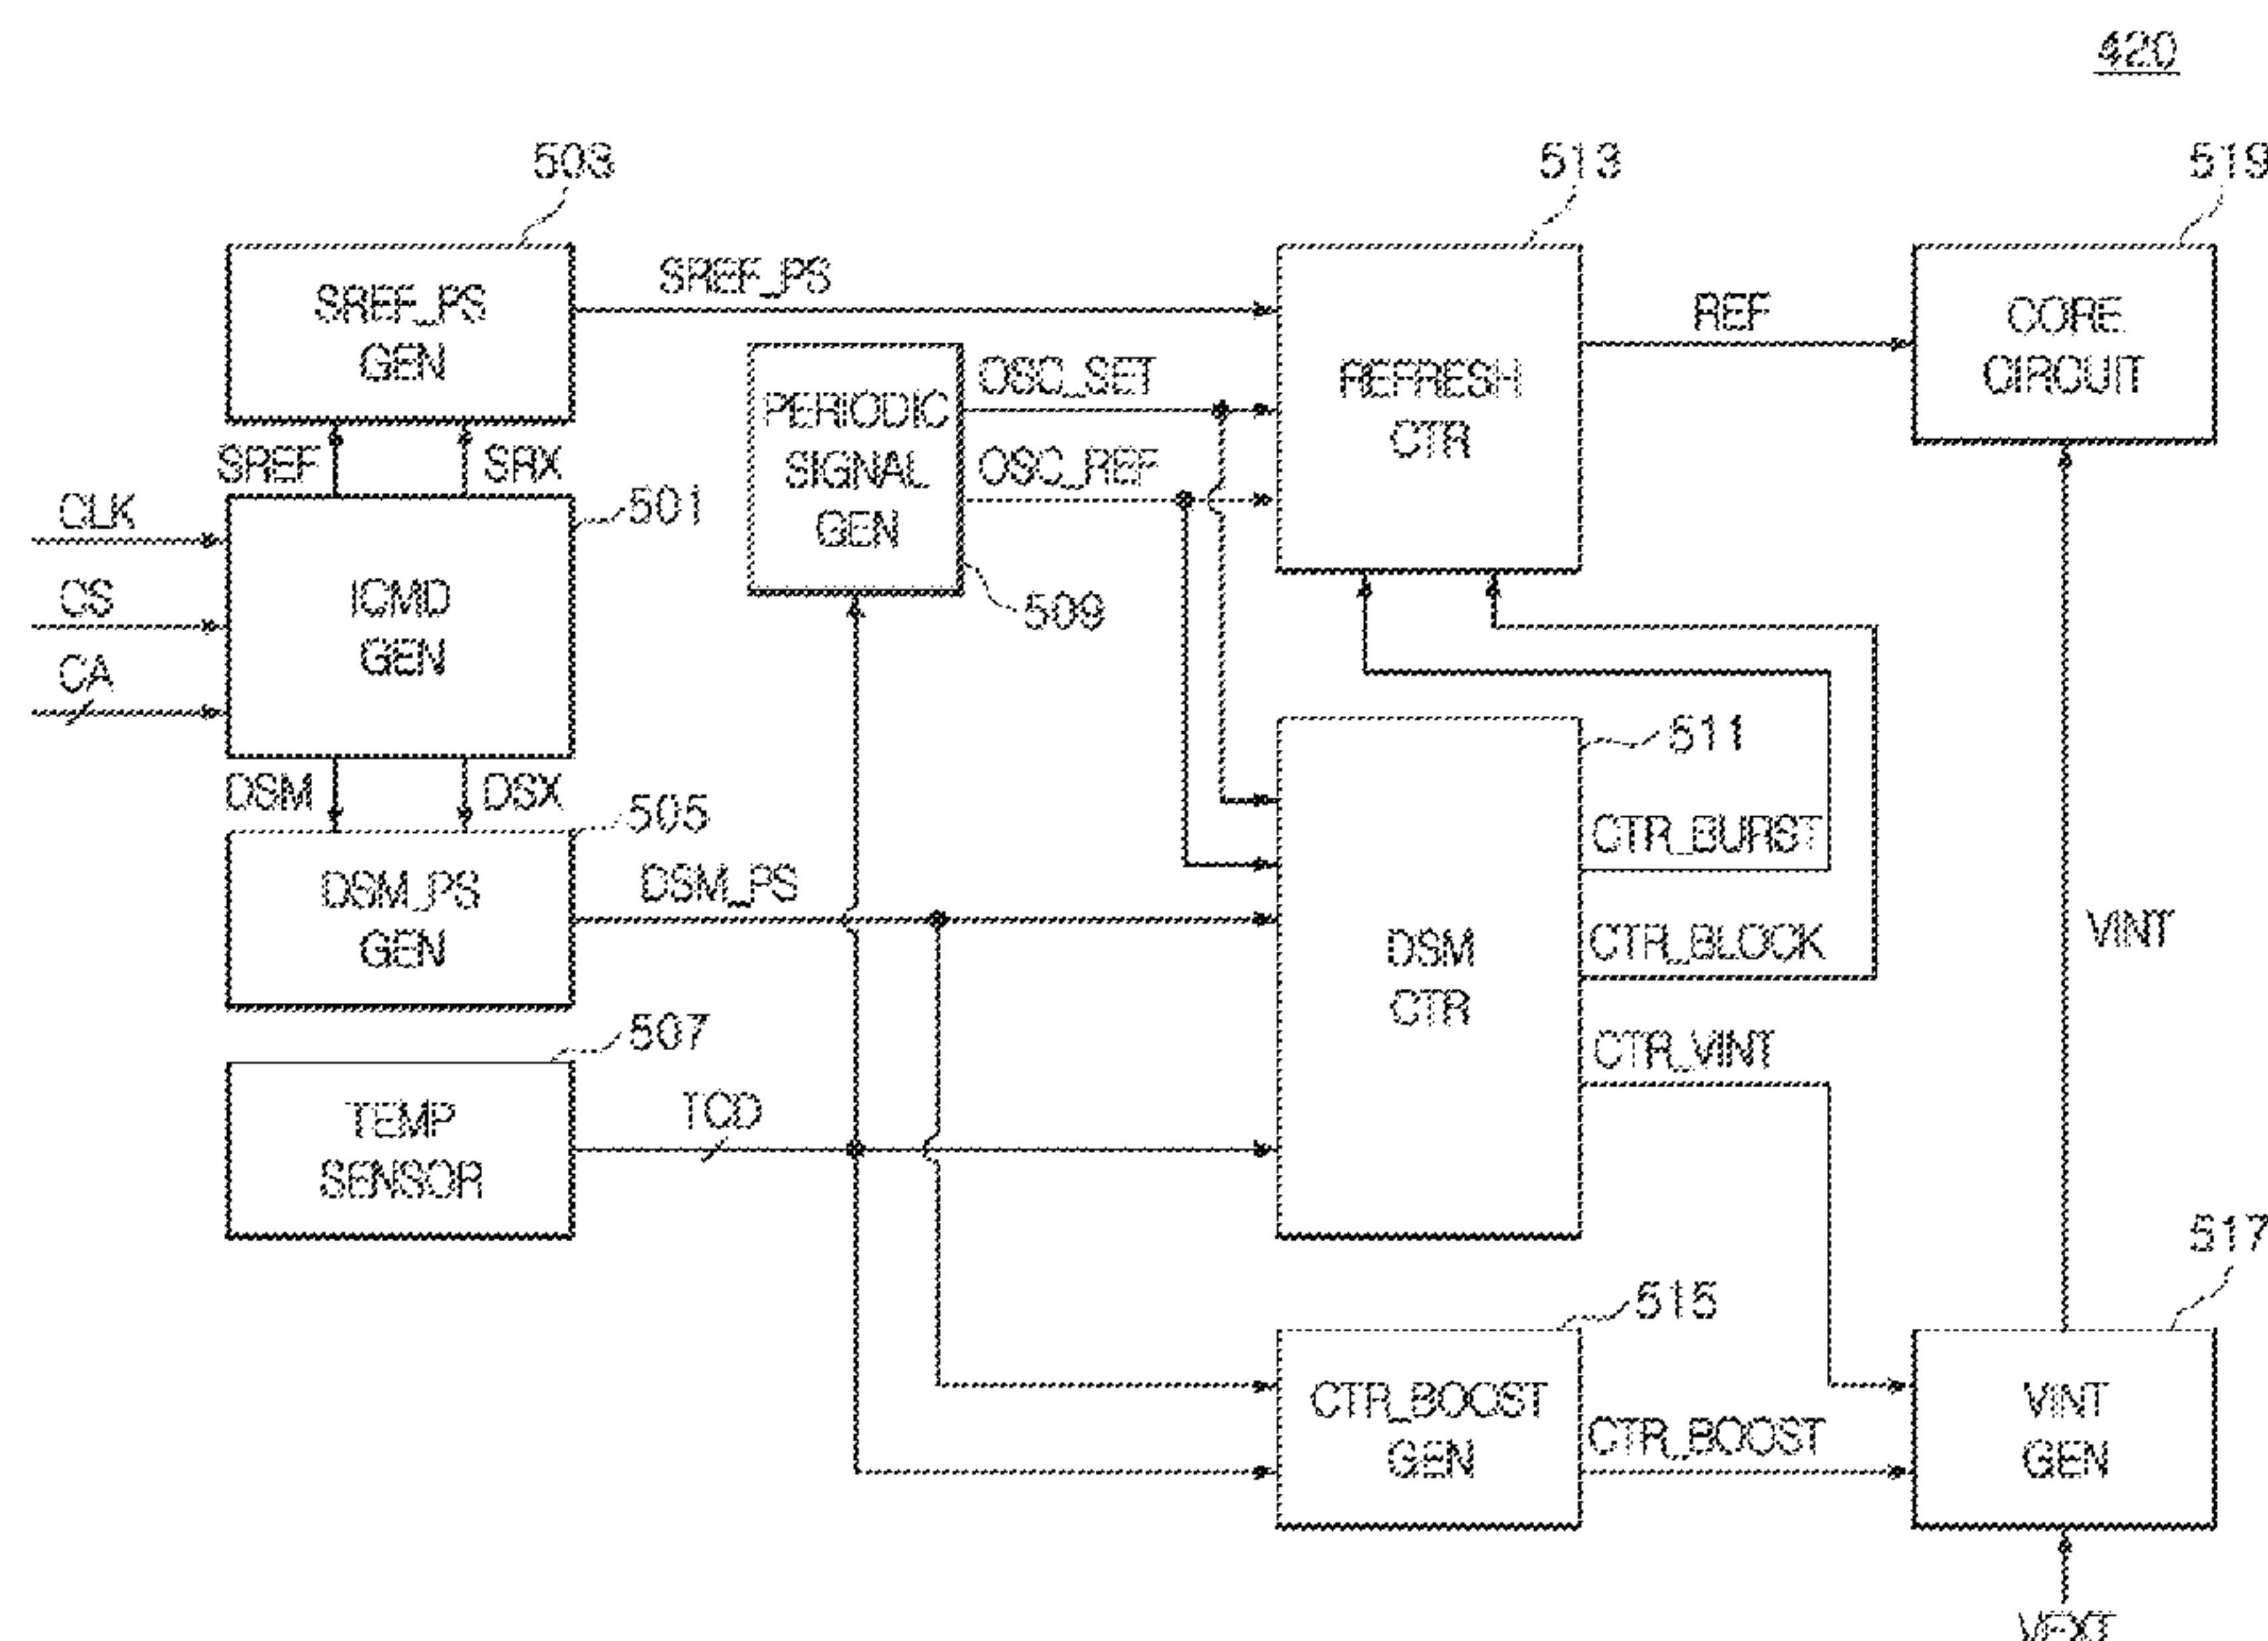 420
503
513
519
SREF_PS
GEN
SREF_PS
REFRESH
CTR
REF
CORE
CIRCUIT
PERIODIC
SIGNAL
GEN
OSC_SET
OSC_REF
509
SREF
SRX
CLK
CS
CA
501
ICMD
GEN
DSM
DSX
505
DSM_PS
GEN
DSM_PS
511
DSM
CTR
CTR_BURST
CTR_BLOCK
CTR_VINT
VINT
507
TEMP
SENSOR
TCD
515
517
CTR_BOOST
GEN
CTR_BOOST
VINT
GEN
VEXT